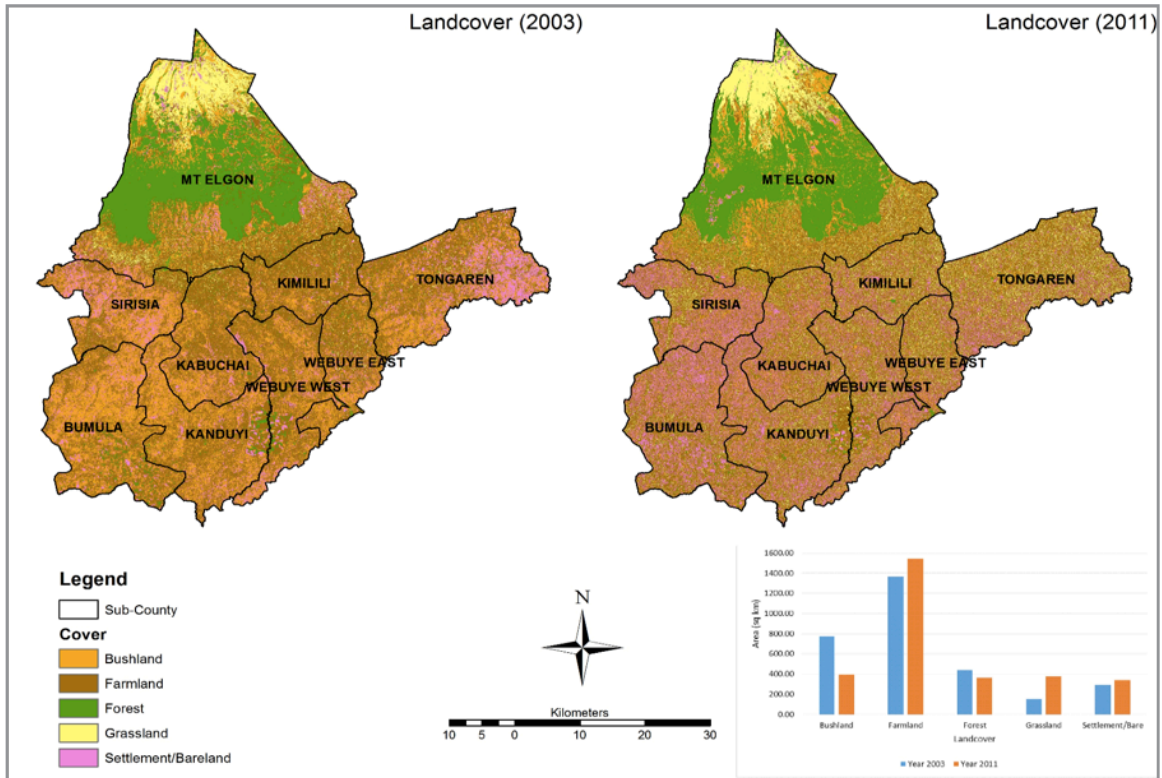 Landcover (2003)
Landcover (2011)
MT ELGON
TONGAREN
KIMILILI
SIRISIA
KABUCHAI
WEBUYE EAST
WEBUYE WEST
BUMULA
KANDUYI
MT ELGON
TONGAREN
KIMILILI
SIRISIA
KABUCHAI
WEBUYE EAST
WEBUYE WEST
BUMULA
KANDUYI
Legend
Sub-County
Cover
Bushland
Farmland
Forest
Grassland
Settlement/Bareland
N
Kilometers
10 5 0 10 20 30
1600.00
1400.00
1200.00
1000.00
800.00
600.00
400.00
200.00
0.00
Area (sq km)
Bushland Farmland Forest Grassland Settlement/Bare
Landcover
Year 2003 Year 2011